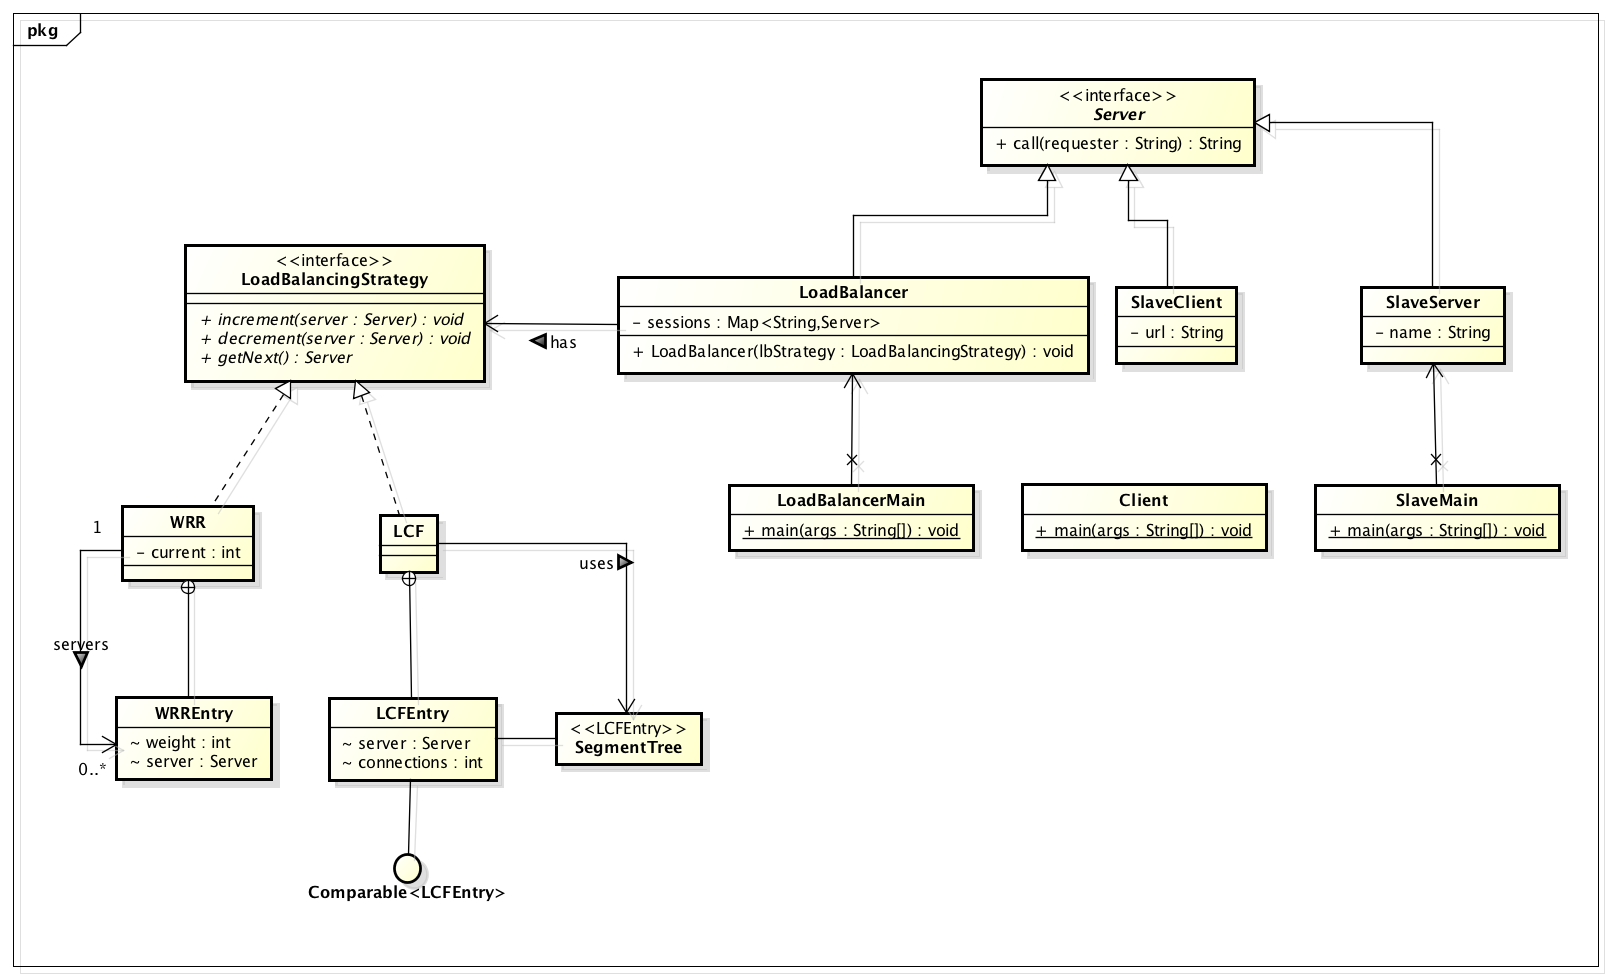 pkg
<<interface>>
Server
+ call(requester : String) : String
<<interface>>
LoadBalancingStrategy
+ increment(server : Server) : void
+ decrement(server : Server) : void
+ getNext() : Server
has
LoadBalancer
- sessions : Map<String,Server>
+ LoadBalancer(lbStrategy : LoadBalancingStrategy) : void
SlaveClient
- url : String
SlaveServer
- name : String
LoadBalancerMain
+ main(args : String[]) : void
Client
+ main(args : String[]) : void
SlaveMain
+ main(args : String[]) : void
1
WRR
- current : int
LCF
uses
servers
0..*
WRREntry
~ weight : int
~ server : Server
LCFEntry
~ server : Server
~ connections : int
<<LCFEntry>>
SegmentTree
Comparable<LCFEntry>